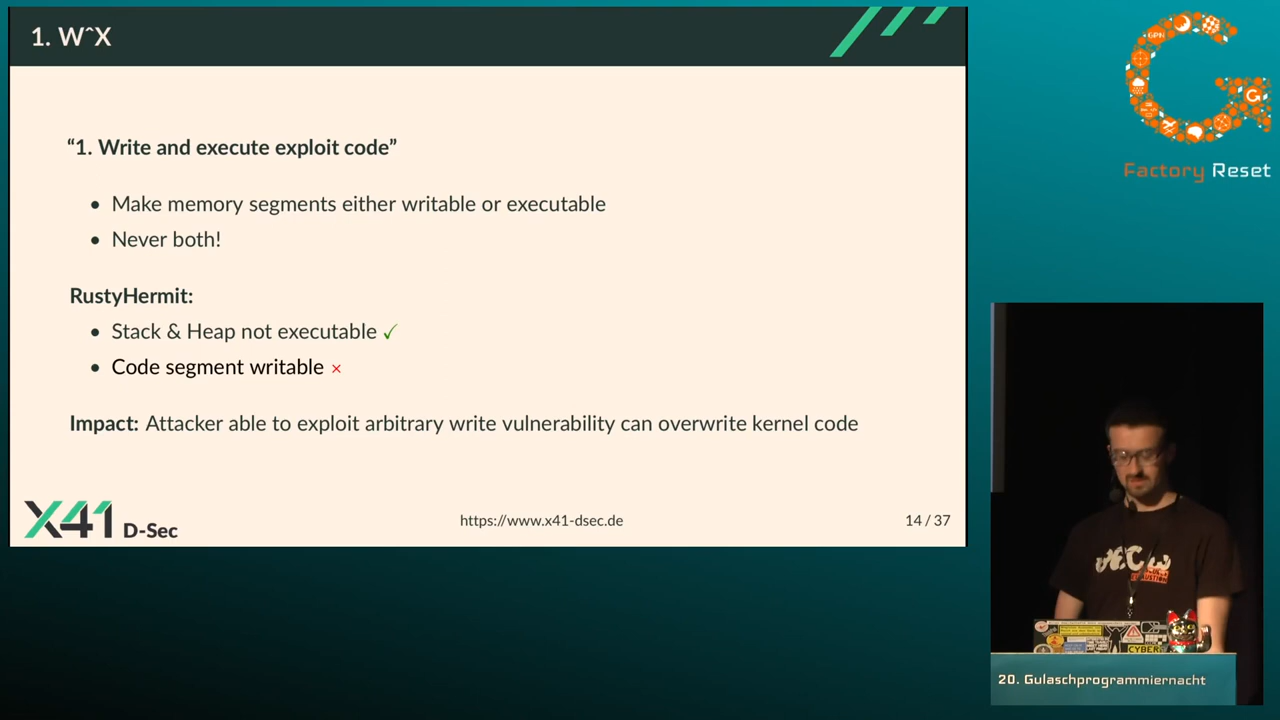 1. W^X
“1. Write and execute exploit code”
• Make memory segments either writable or executable
• Never both!
RustyHermit:
• Stack & Heap not executable ✓
• Code segment writable ×
Impact: Attacker able to exploit arbitrary write vulnerability can overwrite kernel code
X41 D-Sec
https://www.x41-dsec.de
14 / 37
GPN
G
Factory Reset
CYBER
20. Gulaschprogrammiernacht